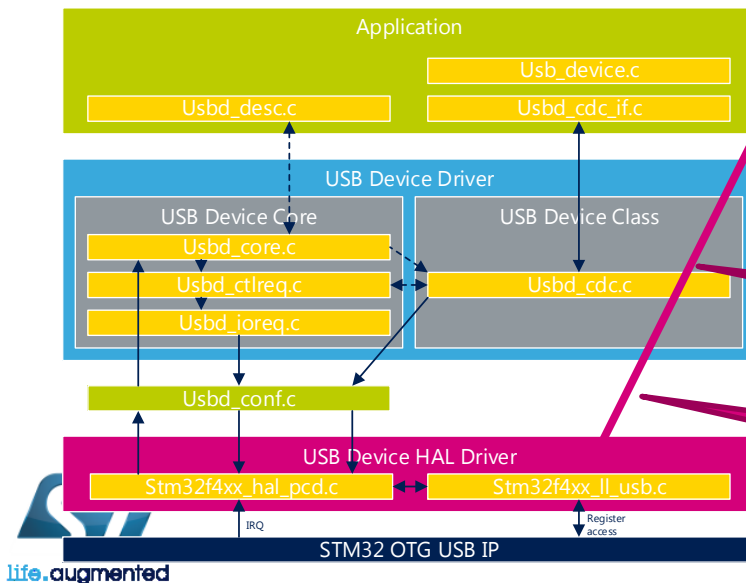 Application
Usb_device.c
Usbd_desc.c
Usbd_cdc_if.c
USB Device Driver
USB Device Core
USB Device Class
Usbd_core.c
Usbd_ctlreq.c
Usbd_cdc.c
Usbd_ioreq.c
Usbd_conf.c
USB Device HAL Driver
Stm32f4xx_hal_pcd.c
Stm32f4xx_ll_usb.c
IRQ
Register
access
STM32 OTG USB IP
life.augmented